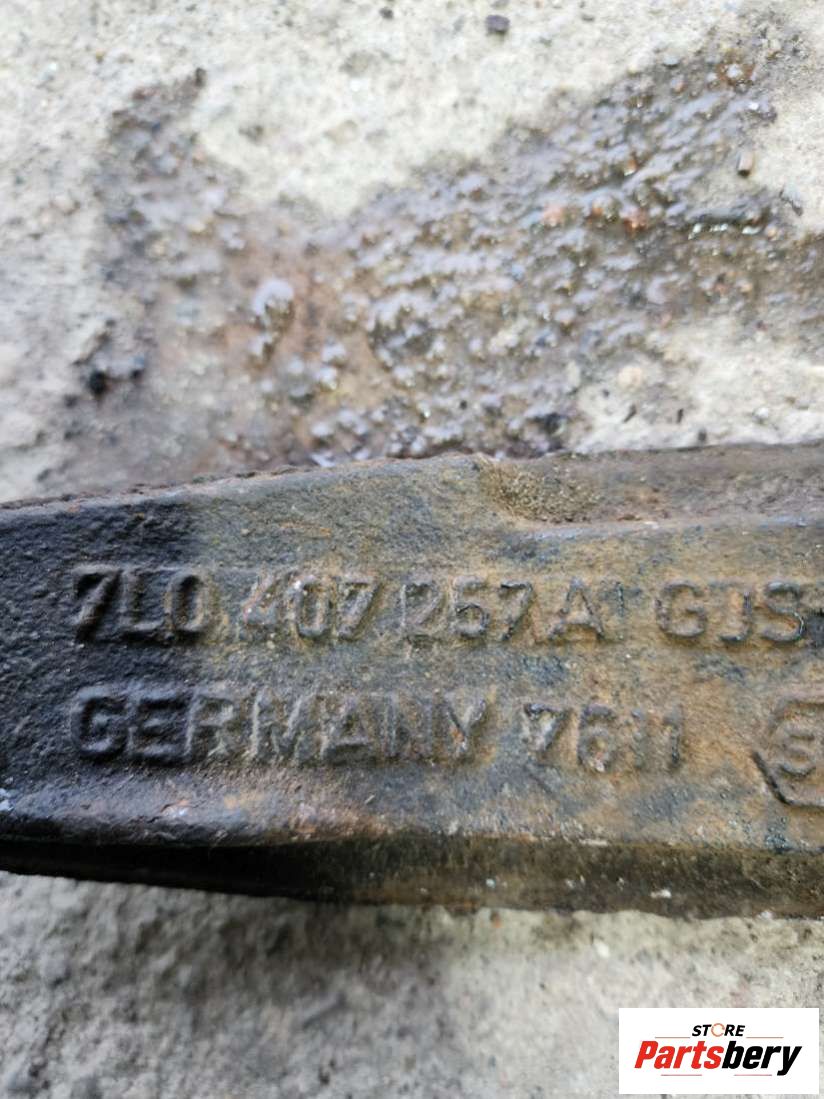 7L0 407 257 A GJS
GERMANY 7611
STORE
Partsbery